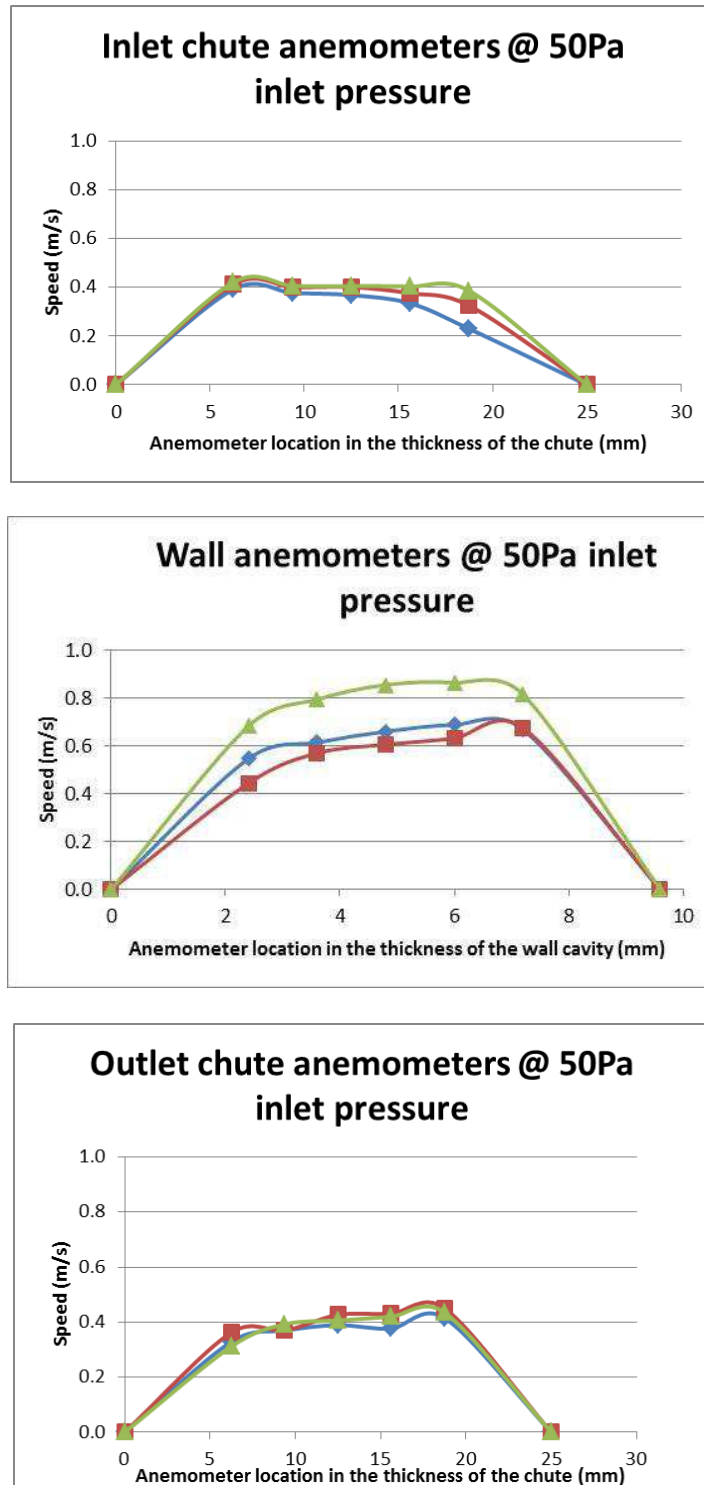 Inlet chute anemometers @ 50Pa
inlet pressure
1.0
0.8
0.6
0.4
0.2
0.0
Speed (m/s)
0 5 10 15 20 25 30
Anemometer location in the thickness of the chute (mm)
Wall anemometers @ 50Pa inlet
pressure
1.0
0.8
0.6
0.4
0.2
0.0
Speed (m/s)
0 2 4 6 8 10
Anemometer location in the thickness of the wall cavity (mm)
Outlet chute anemometers @ 50Pa
inlet pressure
1.0
0.8
0.6
0.4
0.2
0.0
Speed (m/s)
0 5 10 15 20 25 30
Anemometer location in the thickness of the chute (mm)